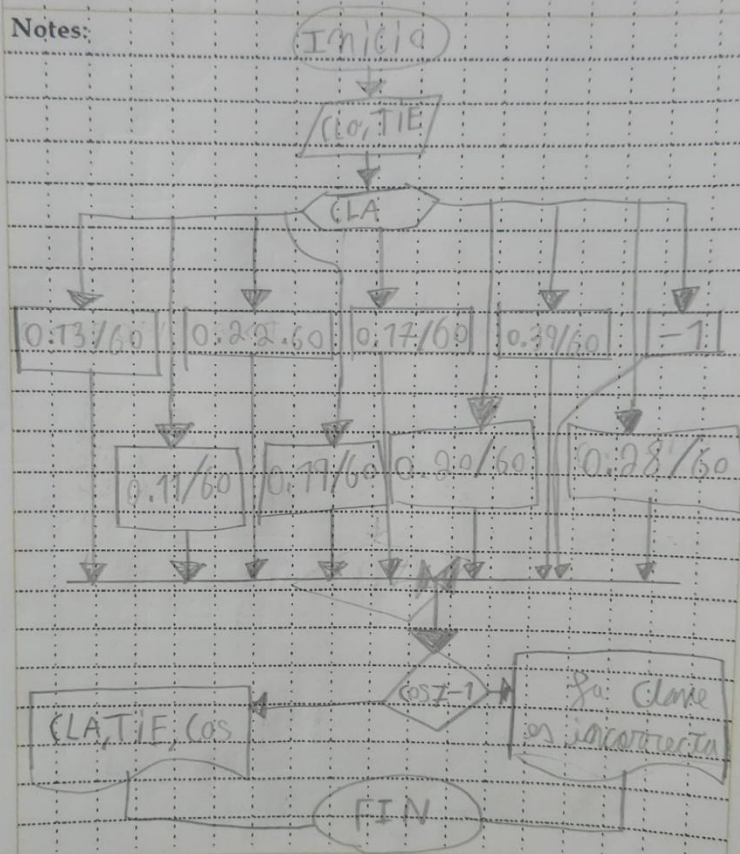 Notes:
Inicio
Cla, TIE
CLA
0.13/60
0.22.60
0.17/60
0.39/60
-1
0.11/60
0.19/60
0.20/60
0.28/60
Cos≠-1
CLA, TiE, Cos
La Clave
es incorrecta
FIN